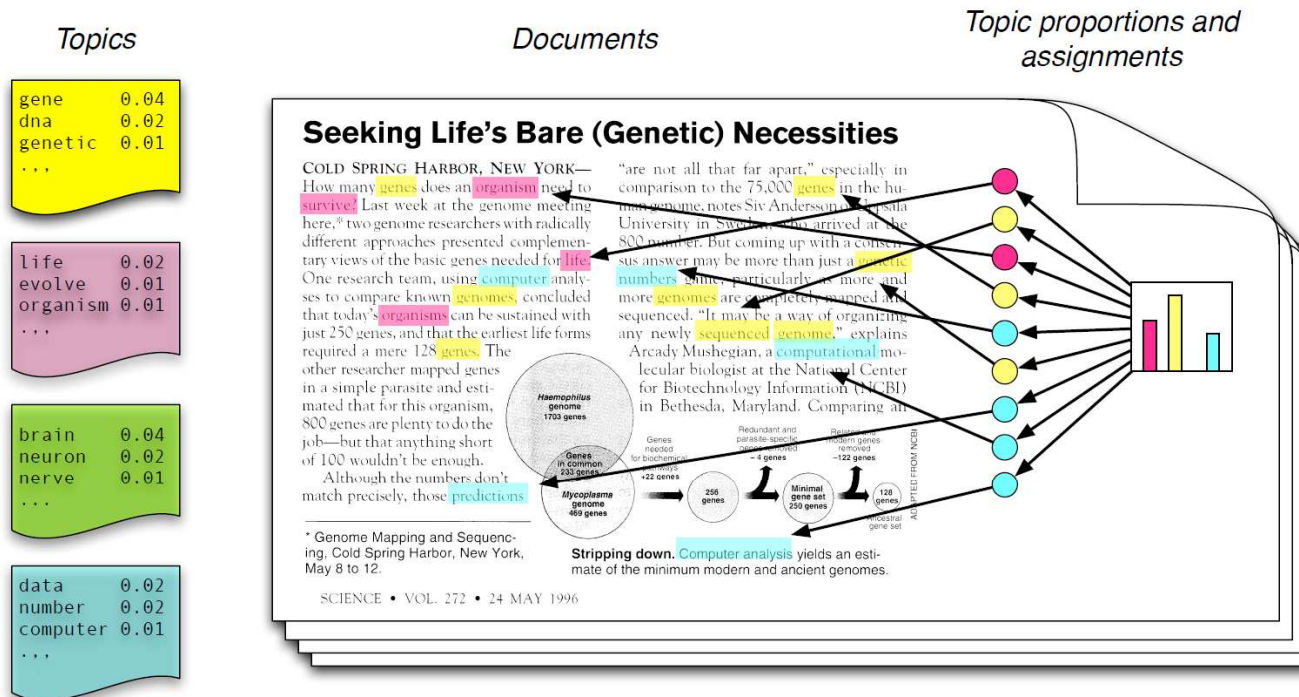 Topics
Documents
Topic proportions and
assignments
gene 0.04
dna 0.02
genetic 0.01
...
life 0.02
evolve 0.01
organism 0.01
...
brain 0.04
neuron 0.02
nerve 0.01
...
data 0.02
number 0.02
computer 0.01
...
Seeking Life's Bare (Genetic) Necessities
COLD SPRING HARBOR, NEW YORK—
How many genes does an organism need to
survive? Last week at the genome meeting
here,* two genome researchers with radically
different approaches presented complemen-
tary views of the basic genes needed for life.
One research team, using computer analy-
ses to compare known genomes, concluded
that today's organisms can be sustained with
just 250 genes, and that the earliest life forms
required a mere 128 genes. The
other researcher mapped genes
in a simple parasite and esti-
mated that for this organism,
800 genes are plenty to do the
job—but that anything short
of 100 wouldn't be enough.
Although the numbers don't
match precisely, those predictions
* Genome Mapping and Sequenc-
ing, Cold Spring Harbor, New York,
May 8 to 12.
"are not all that far apart," especially in
comparison to the 75,000 genes in the hu-
man genome, notes Siv Andersson of Uppsala
University in Sweden, who arrived at the
800 number. But coming up with a consen-
sus answer may be more than just a genetic
numbers game, particularly as more and
more genomes are completely mapped and
sequenced. "It may be a way of organizing
any newly sequenced genome," explains
Arcady Mushegian, a computational mo-
lecular biologist at the National Center
for Biotechnology Information (NCBI)
in Bethesda, Maryland. Comparing an
Haemophilus
genome
1703 genes
Genes
in common
233 genes
Mycoplasma
genome
469 genes
Genes
needed
for biochemical
pathways
+22 genes
256
genes
Redundant and
parasite-specific
genes removed
– 4 genes
Minimal
gene set
250 genes
Related and
modern genes
removed
–122 genes
128
genes
Ancestral
gene set
ADAPTED FROM NCBI
Stripping down. Computer analysis yields an esti-
mate of the minimum modern and ancient genomes.
SCIENCE • VOL. 272 • 24 MAY 1996